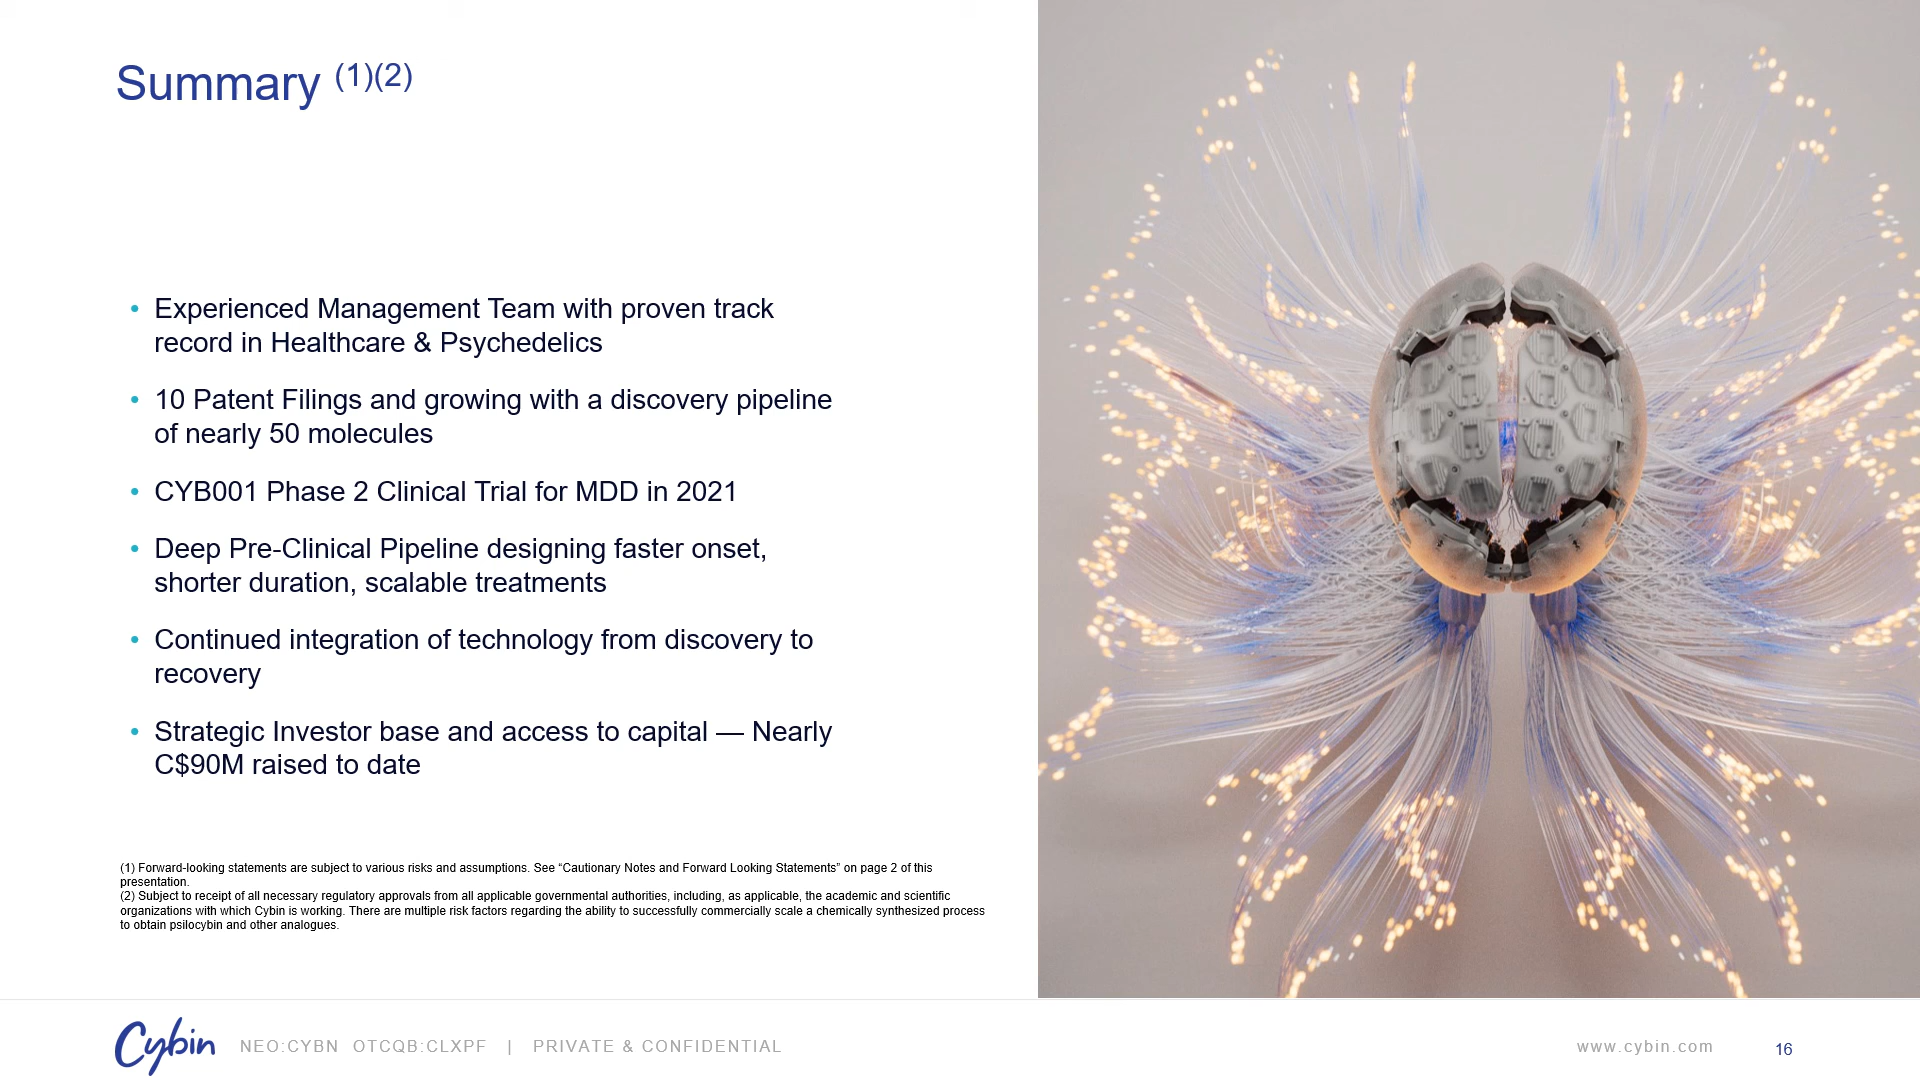 Summary (1)(2)
• Experienced Management Team with proven track
record in Healthcare & Psychedelics
• 10 Patent Filings and growing with a discovery pipeline
of nearly 50 molecules
• CYB001 Phase 2 Clinical Trial for MDD in 2021
• Deep Pre-Clinical Pipeline designing faster onset,
shorter duration, scalable treatments
• Continued integration of technology from discovery to
recovery
• Strategic Investor base and access to capital — Nearly
C$90M raised to date
(1) Forward-looking statements are subject to various risks and assumptions. See “Cautionary Notes and Forward Looking Statements” on page 2 of this
presentation.
(2) Subject to receipt of all necessary regulatory approvals from all applicable governmental authorities, including, as applicable, the academic and scientific
organizations with which Cybin is working. There are multiple risk factors regarding the ability to successfully commercially scale a chemically synthesized process
to obtain psilocybin and other analogues.
Cybin NEO:CYBN OTCQB:CLXPF | PRIVATE & CONFIDENTIAL www.cybin.com 16